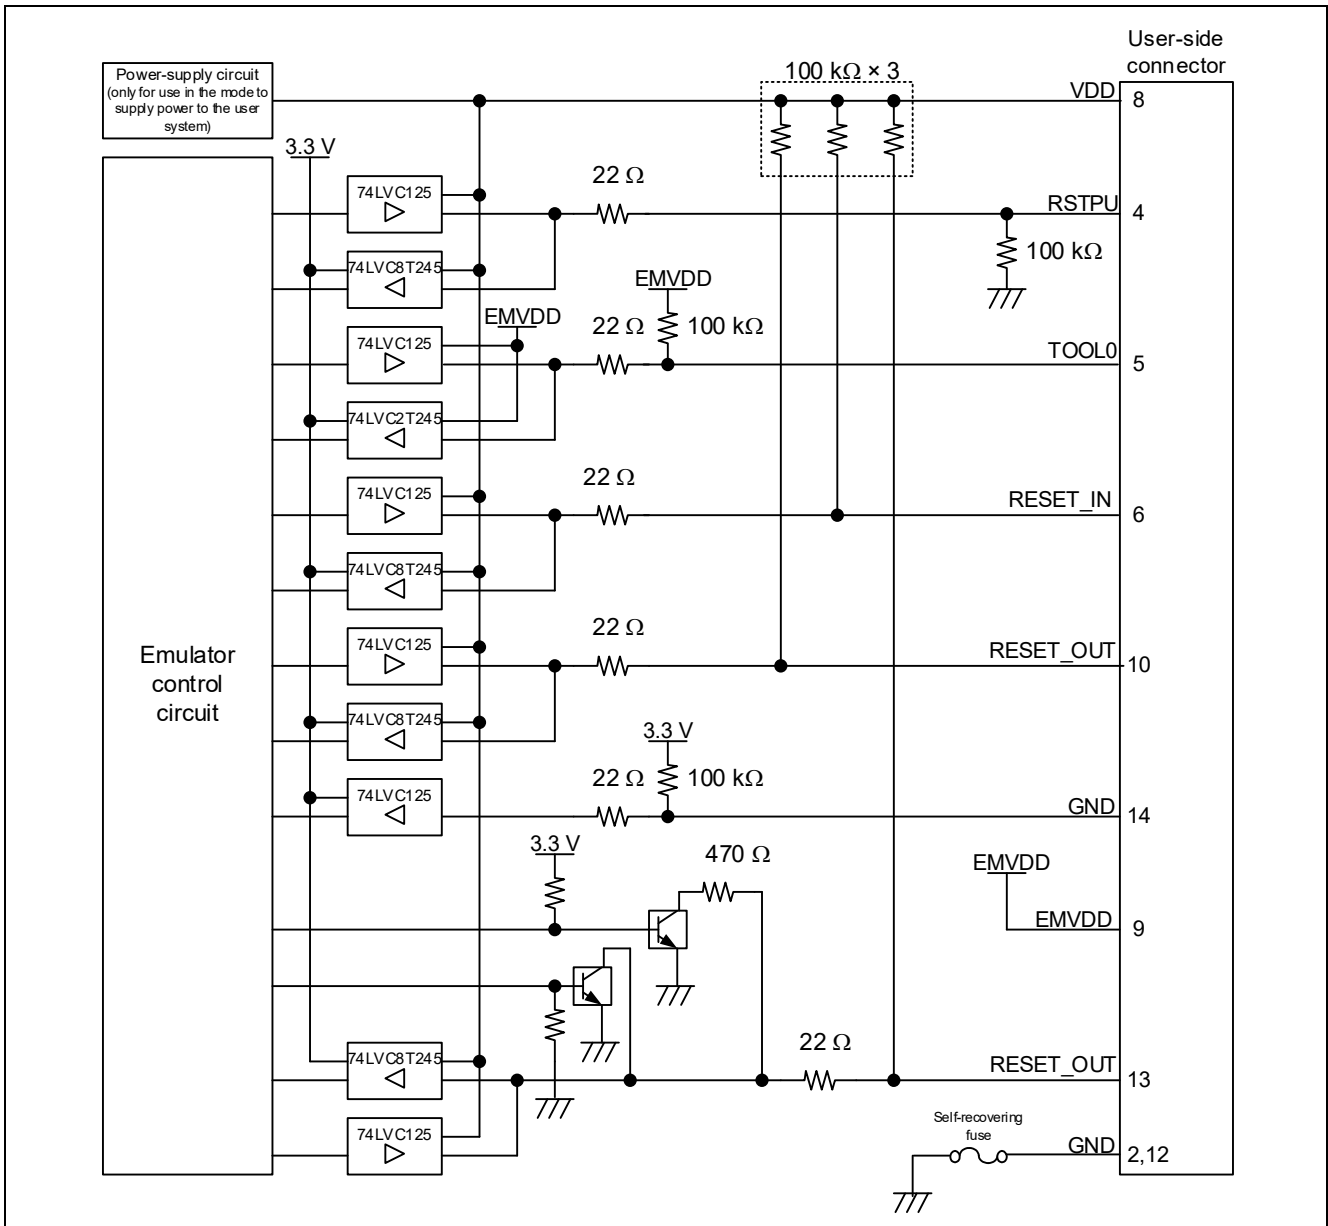 User-side
connector
Power-supply circuit
(only for use in the mode to
supply power to the user
system)
100 kΩ × 3
VDD
8
3.3 V
74LVC125
22 Ω
RSTPU
4
100 kΩ
74LVC8T245
EMVDD
EMVDD
74LVC125
22 Ω
100 kΩ
TOOL0
5
74LVC2T245
74LVC125
22 Ω
RESET_IN
6
74LVC8T245
74LVC125
22 Ω
RESET_OUT
10
Emulator
control
circuit
74LVC8T245
3.3 V
74LVC125
22 Ω
100 kΩ
GND
14
3.3 V
470 Ω
EMVDD
EMVDD
9
74LVC8T245
22 Ω
RESET_OUT
13
74LVC125
Self-recovering
fuse
GND
2,12